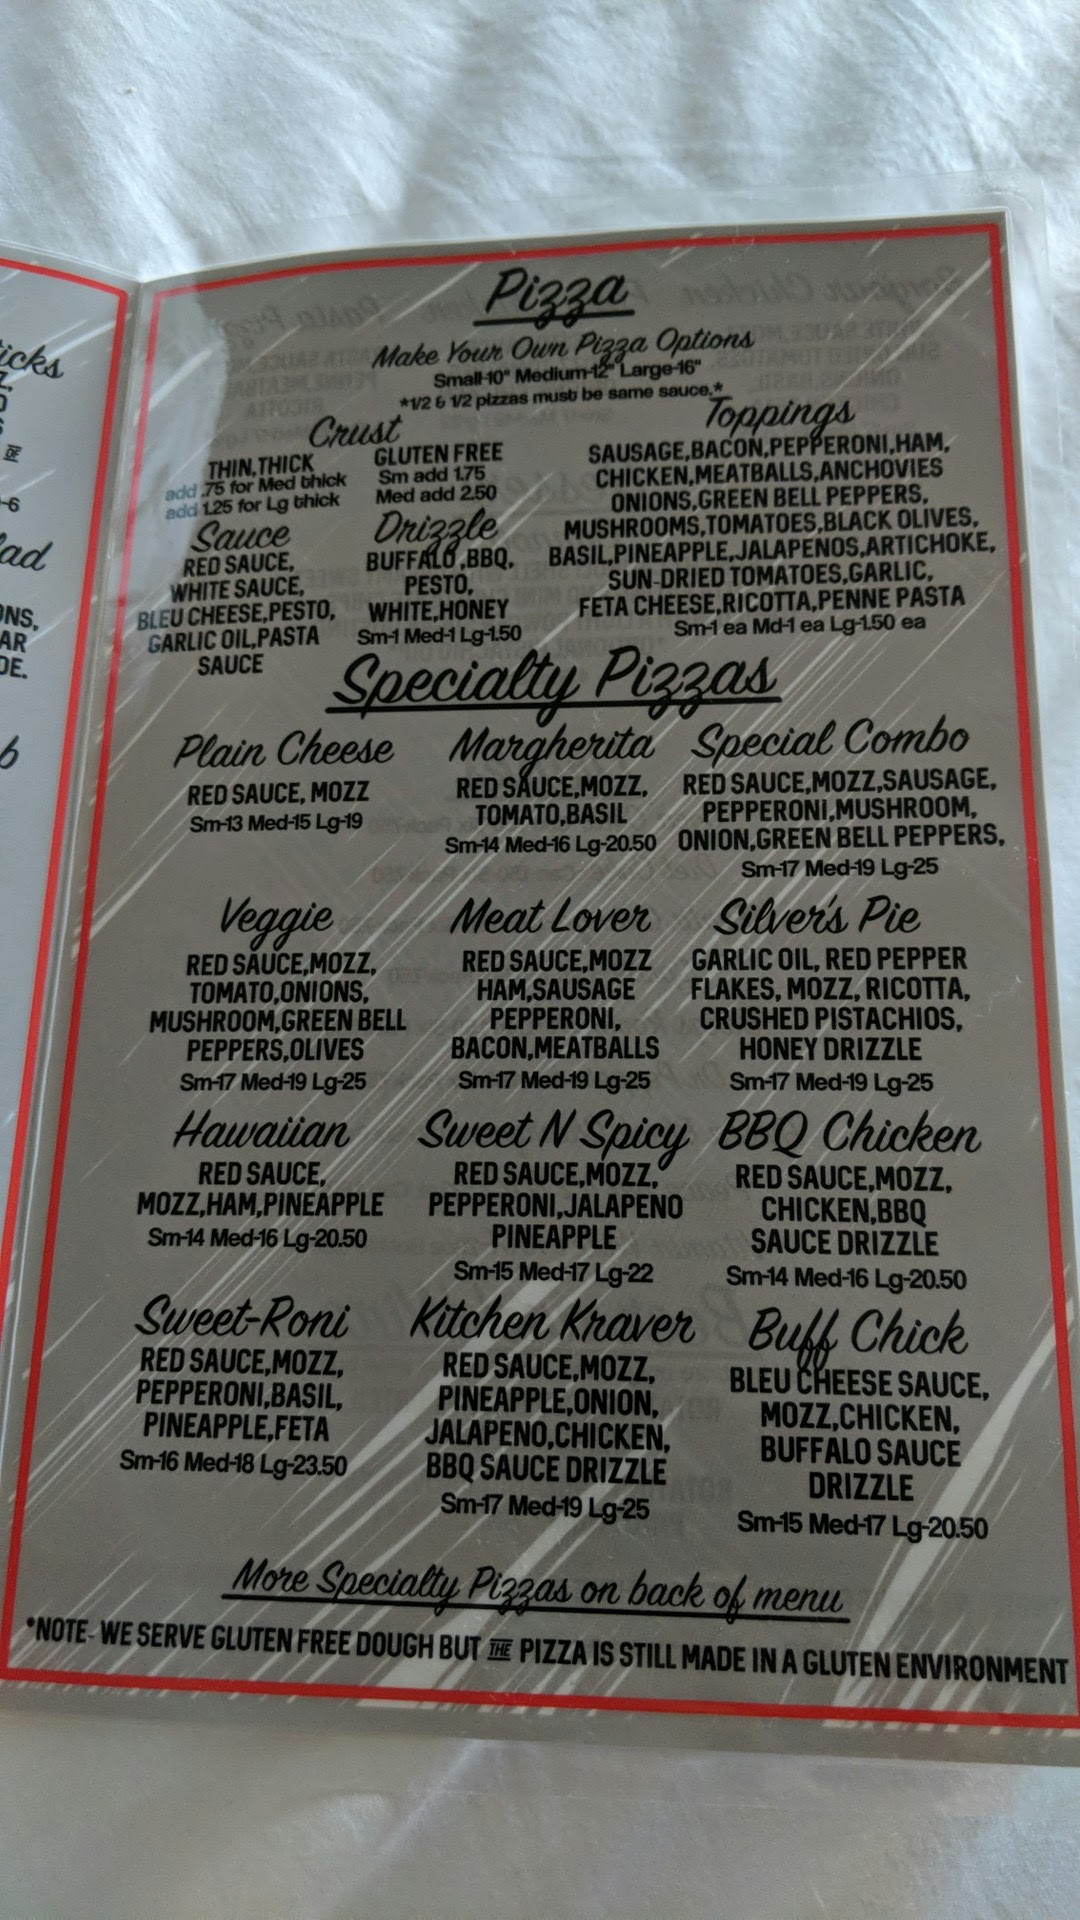 icks
-6
lad
ONS,
AR
DE.
b
Pizza
Make Your Own Pizza Options
Small-10" Medium-12" Large-16"
*1/2 & 1/2 pizzas must be same sauce.*
Crust
THIN,THICK
add .75 for Med thick
add 1.25 for Lg thick
GLUTEN FREE
Sm add 1.75
Med add 2.50
Sauce
RED SAUCE,
WHITE SAUCE,
BLEU CHEESE,PESTO,
GARLIC OIL,PASTA
SAUCE
Drizzle
BUFFALO ,BBQ,
PESTO,
WHITE,HONEY
Sm-1 Med-1 Lg-1.50
Toppings
SAUSAGE,BACON,PEPPERONI,HAM,
CHICKEN,MEATBALLS,ANCHOVIES
ONIONS,GREEN BELL PEPPERS,
MUSHROOMS,TOMATOES,BLACK OLIVES,
BASIL,PINEAPPLE,JALAPENOS,ARTICHOKE,
SUN-DRIED TOMATOES,GARLIC,
FETA CHEESE,RICOTTA,PENNE PASTA
Sm-1 ea Md-1 ea Lg-1.50 ea
Specialty Pizzas
Plain Cheese
RED SAUCE, MOZZ
Sm-13 Med-15 Lg-19
Margherita
RED SAUCE,MOZZ,
TOMATO,BASIL
Sm-14 Med-16 Lg-20.50
Special Combo
RED SAUCE,MOZZ,SAUSAGE,
PEPPERONI,MUSHROOM,
ONION,GREEN BELL PEPPERS,
Sm-17 Med-19 Lg-25
Veggie
RED SAUCE,MOZZ,
TOMATO,ONIONS,
MUSHROOM,GREEN BELL
PEPPERS,OLIVES
Sm-17 Med-19 Lg-25
Meat Lover
RED SAUCE,MOZZ
HAM,SAUSAGE
PEPPERONI,
BACON,MEATBALLS
Sm-17 Med-19 Lg-25
Silver's Pie
GARLIC OIL, RED PEPPER
FLAKES, MOZZ, RICOTTA,
CRUSHED PISTACHIOS,
HONEY DRIZZLE
Sm-17 Med-19 Lg-25
Hawaiian
RED SAUCE,
MOZZ,HAM,PINEAPPLE
Sm-14 Med-16 Lg-20.50
Sweet N Spicy
RED SAUCE,MOZZ,
PEPPERONI,JALAPENO
PINEAPPLE
Sm-15 Med-17 Lg-22
BBQ Chicken
RED SAUCE,MOZZ,
CHICKEN,BBQ
SAUCE DRIZZLE
Sm-14 Med-16 Lg-20.50
Sweet-Roni
RED SAUCE,MOZZ,
PEPPERONI,BASIL,
PINEAPPLE,FETA
Sm-16 Med-18 Lg-23.50
Kitchen Kraver
RED SAUCE,MOZZ,
PINEAPPLE,ONION,
JALAPENO,CHICKEN,
BBQ SAUCE DRIZZLE
Sm-17 Med-19 Lg-25
Buff Chick
BLEU CHEESE SAUCE,
MOZZ,CHICKEN,
BUFFALO SAUCE
DRIZZLE
Sm-15 Med-17 Lg-20.50
More Specialty Pizzas on back of menu
*NOTE- WE SERVE GLUTEN FREE DOUGH BUT THE PIZZA IS STILL MADE IN A GLUTEN ENVIRONMENT